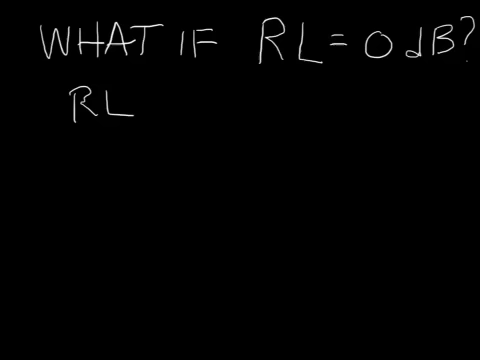 WHAT IF RL = 0 dB?
RL